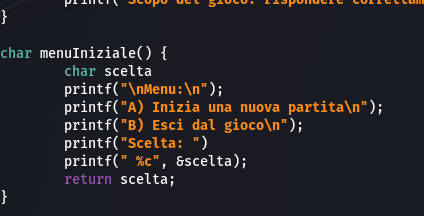 printf("Scopo del gioco: rispondere correttam
}
char menuIniziale() {
char scelta
printf("\nMenu:\n");
printf("A) Inizia una nuova partita\n");
printf("B) Esci dal gioco\n");
printf("Scelta: ")
printf(" %c", &scelta);
return scelta;
}